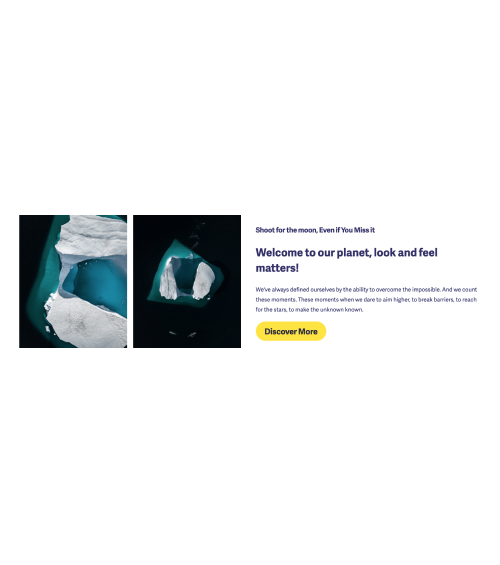 Shoot for the moon, Even if You Miss it
Welcome to our planet, look and feel
matters!
We've always defined ourselves by the ability to overcome the impossible. And we count
these moments. These moments when we dare to aim higher, to break barriers, to reach
for the stars, to make the unknown known.
Discover More